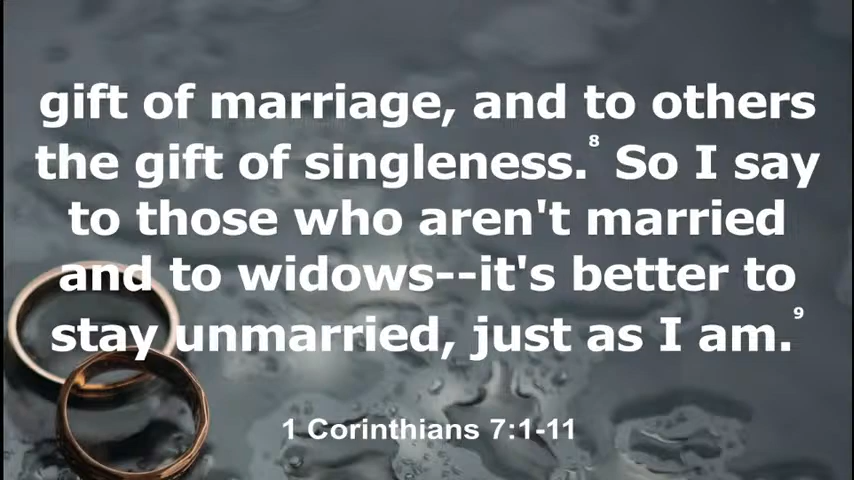 gift of marriage, and to others
the gift of singleness.⁸ So I say
to those who aren't married
and to widows--it's better to
stay unmarried, just as I am.⁹
1 Corinthians 7:1-11